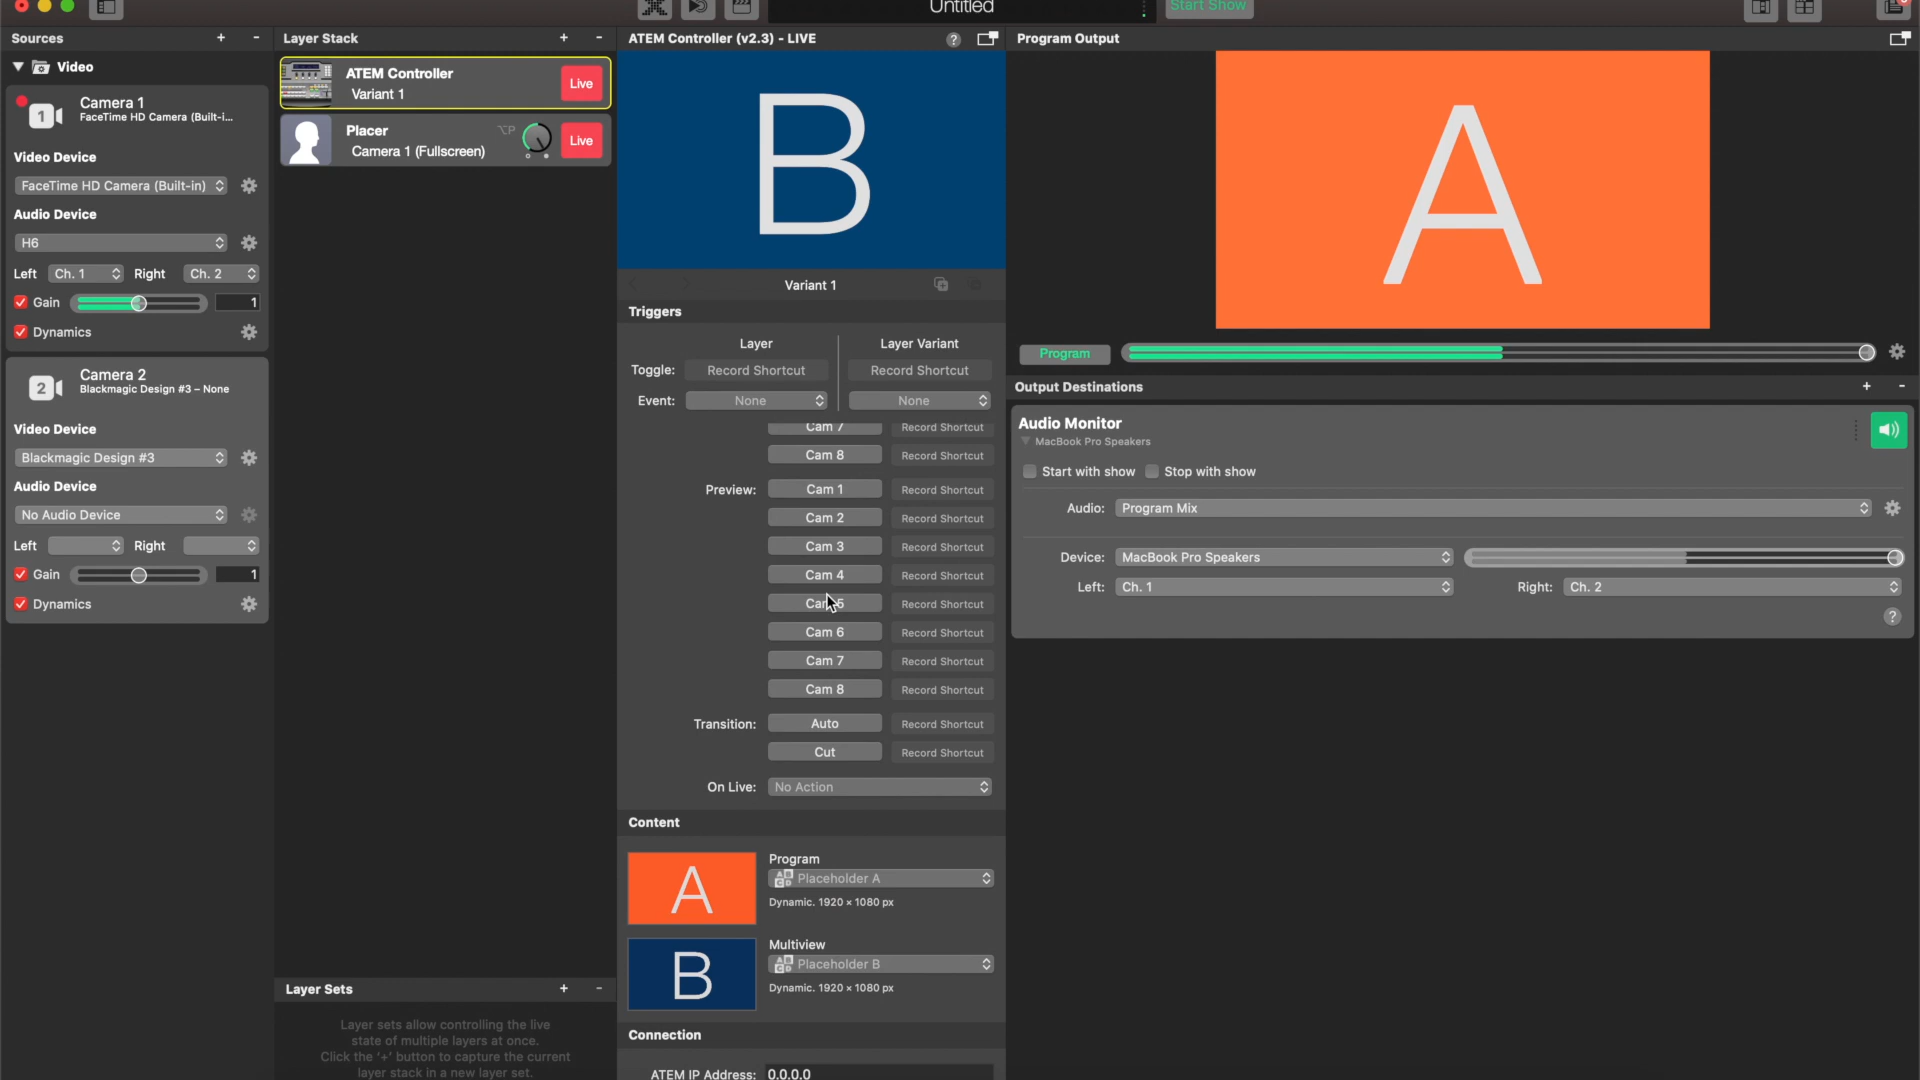 Untitled
Start Show
Sources + -
Video
1
Camera 1
FaceTime HD Camera (Built-i...
Video Device
FaceTime HD Camera (Built-in)
Audio Device
H6
Left Ch. 1 Right Ch. 2
Gain 1
Dynamics
2
Camera 2
Blackmagic Design #3 – None
Video Device
Blackmagic Design #3
Audio Device
No Audio Device
Left Right
Gain 1
Dynamics
Layer Stack + -
ATEM Controller
Variant 1
Live
Placer
Camera 1 (Fullscreen)
⌥P
Live
Layer Sets + -
Layer sets allow controlling the live
state of multiple layers at once.
Click the '+' button to capture the current
layer stack in a new layer set.
ATEM Controller (v2.3) - LIVE ?
B
Variant 1
Triggers
Layer Layer Variant
Toggle: Record Shortcut Record Shortcut
Event: None None
Cam 7 Record Shortcut
Cam 8 Record Shortcut
Preview: Cam 1 Record Shortcut
Cam 2 Record Shortcut
Cam 3 Record Shortcut
Cam 4 Record Shortcut
Cam 5 Record Shortcut
Cam 6 Record Shortcut
Cam 7 Record Shortcut
Cam 8 Record Shortcut
Transition: Auto Record Shortcut
Cut Record Shortcut
On Live: No Action
Content
A
Program
Placeholder A
Dynamic. 1920 × 1080 px
B
Multiview
Placeholder B
Dynamic. 1920 × 1080 px
Connection
ATEM IP Address: 0.0.0.0
Program Output
A
Program
Output Destinations + -
Audio Monitor
MacBook Pro Speakers
Start with show Stop with show
Audio: Program Mix
Device: MacBook Pro Speakers
Left: Ch. 1 Right: Ch. 2
?